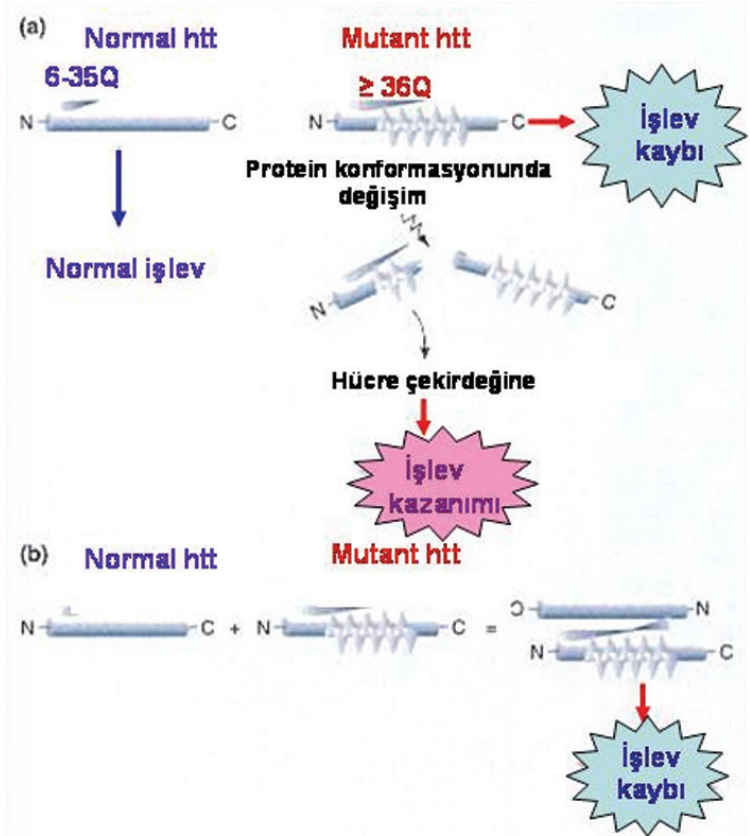 (a)
Normal htt
Mutant htt
6-35Q
≥ 36Q
N
C
N
C
İşlev
kaybı
Protein konformasyonunda
değişim
Normal işlev
N
C
Hücre çekirdeğine
İşlev
kazanımı
(b)
Normal htt
Mutant htt
N
C + N
C =
C
N
N
C
İşlev
kaybı